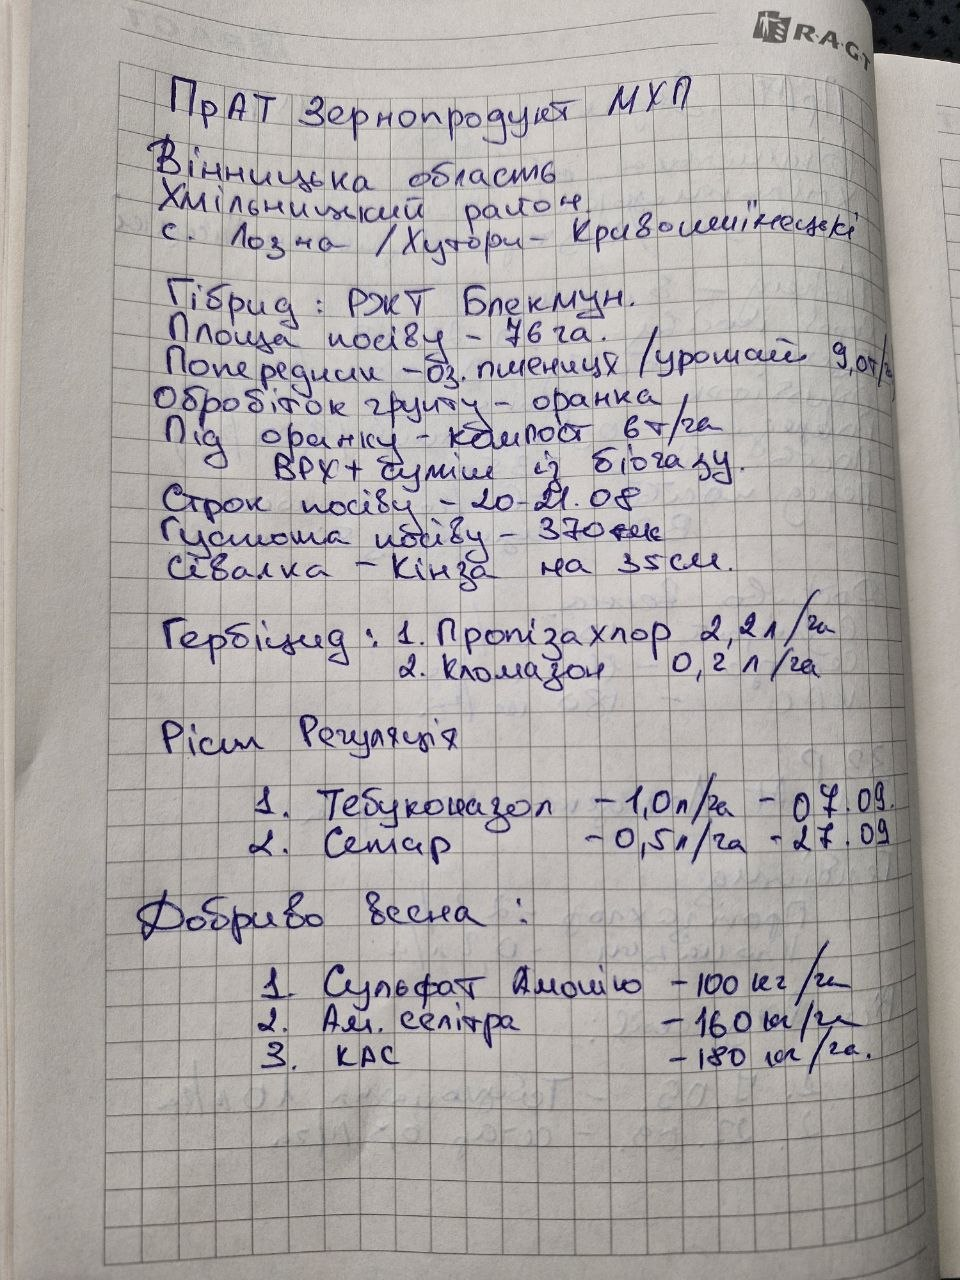 RAGT
ПрАТ Зернопродукт МХП
Вінницька область
Хмільницький район
с. Лозна / Хутори- Кривошиїнецькі
Гібрид : РЖТ Блекмун.
Площа посіву - 76 га.
Попередник - оз. пшениця /урожай 9,0т/га
Обробіток грунту - оранка
Під оранку - компост 6т/га
ВРХ + суміш із біогазу.
Строк посіву - 20-21.08
Густота посіву - 370 тис
Сівалка - Кінза на 35см.
Гербіцид : 1. Пропізахлор 2,2л/га
2. Кломазон 0,2 л/га
Ріст Регуляція
1. Тебуконазол - 1,0л/га - 07.09.
2. Сетар - 0,5л/га - 27.09
Добриво весна :
1. Сульфат Амонію - 100 кг/га
2. Ам. селітра - 160 кг/га
3. КАС - 180 кг/га.